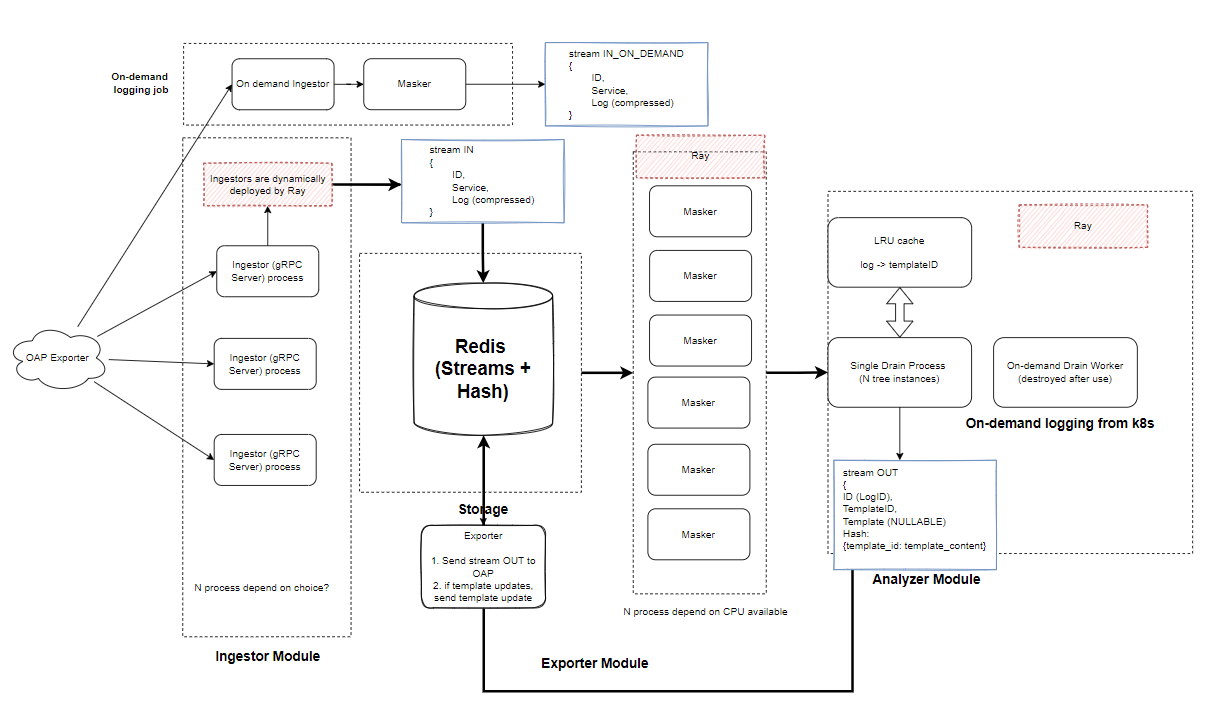 On-demand
logging job
On demand Ingestor
Masker
stream IN_ON_DEMAND
{
ID,
Service,
Log (compressed)
}
Ingestors are dynamically
deployed by Ray
Ingestor (gRPC
Server) process
OAP Exporter
Ingestor (gRPC
Server) process
Ingestor (gRPC
Server) process
N process depend on choice?
Ingestor Module
stream IN
{
ID,
Service,
Log (compressed)
}
Redis
(Streams +
Hash)
Storage
Exporter
1. Send stream OUT to
OAP
2. if template updates,
send template update
Exporter Module
Ray
Masker
Masker
Masker
Masker
Masker
Masker
N process depend on CPU available
Ray
LRU cache
log -> templateID
Single Drain Process
(N tree instances)
On-demand Drain Worker
(destroyed after use)
On-demand logging from k8s
stream OUT
{
ID (LogID),
TemplateID,
Template (NULLABLE)
Hash:
{template_id: template_content}
Analyzer Module